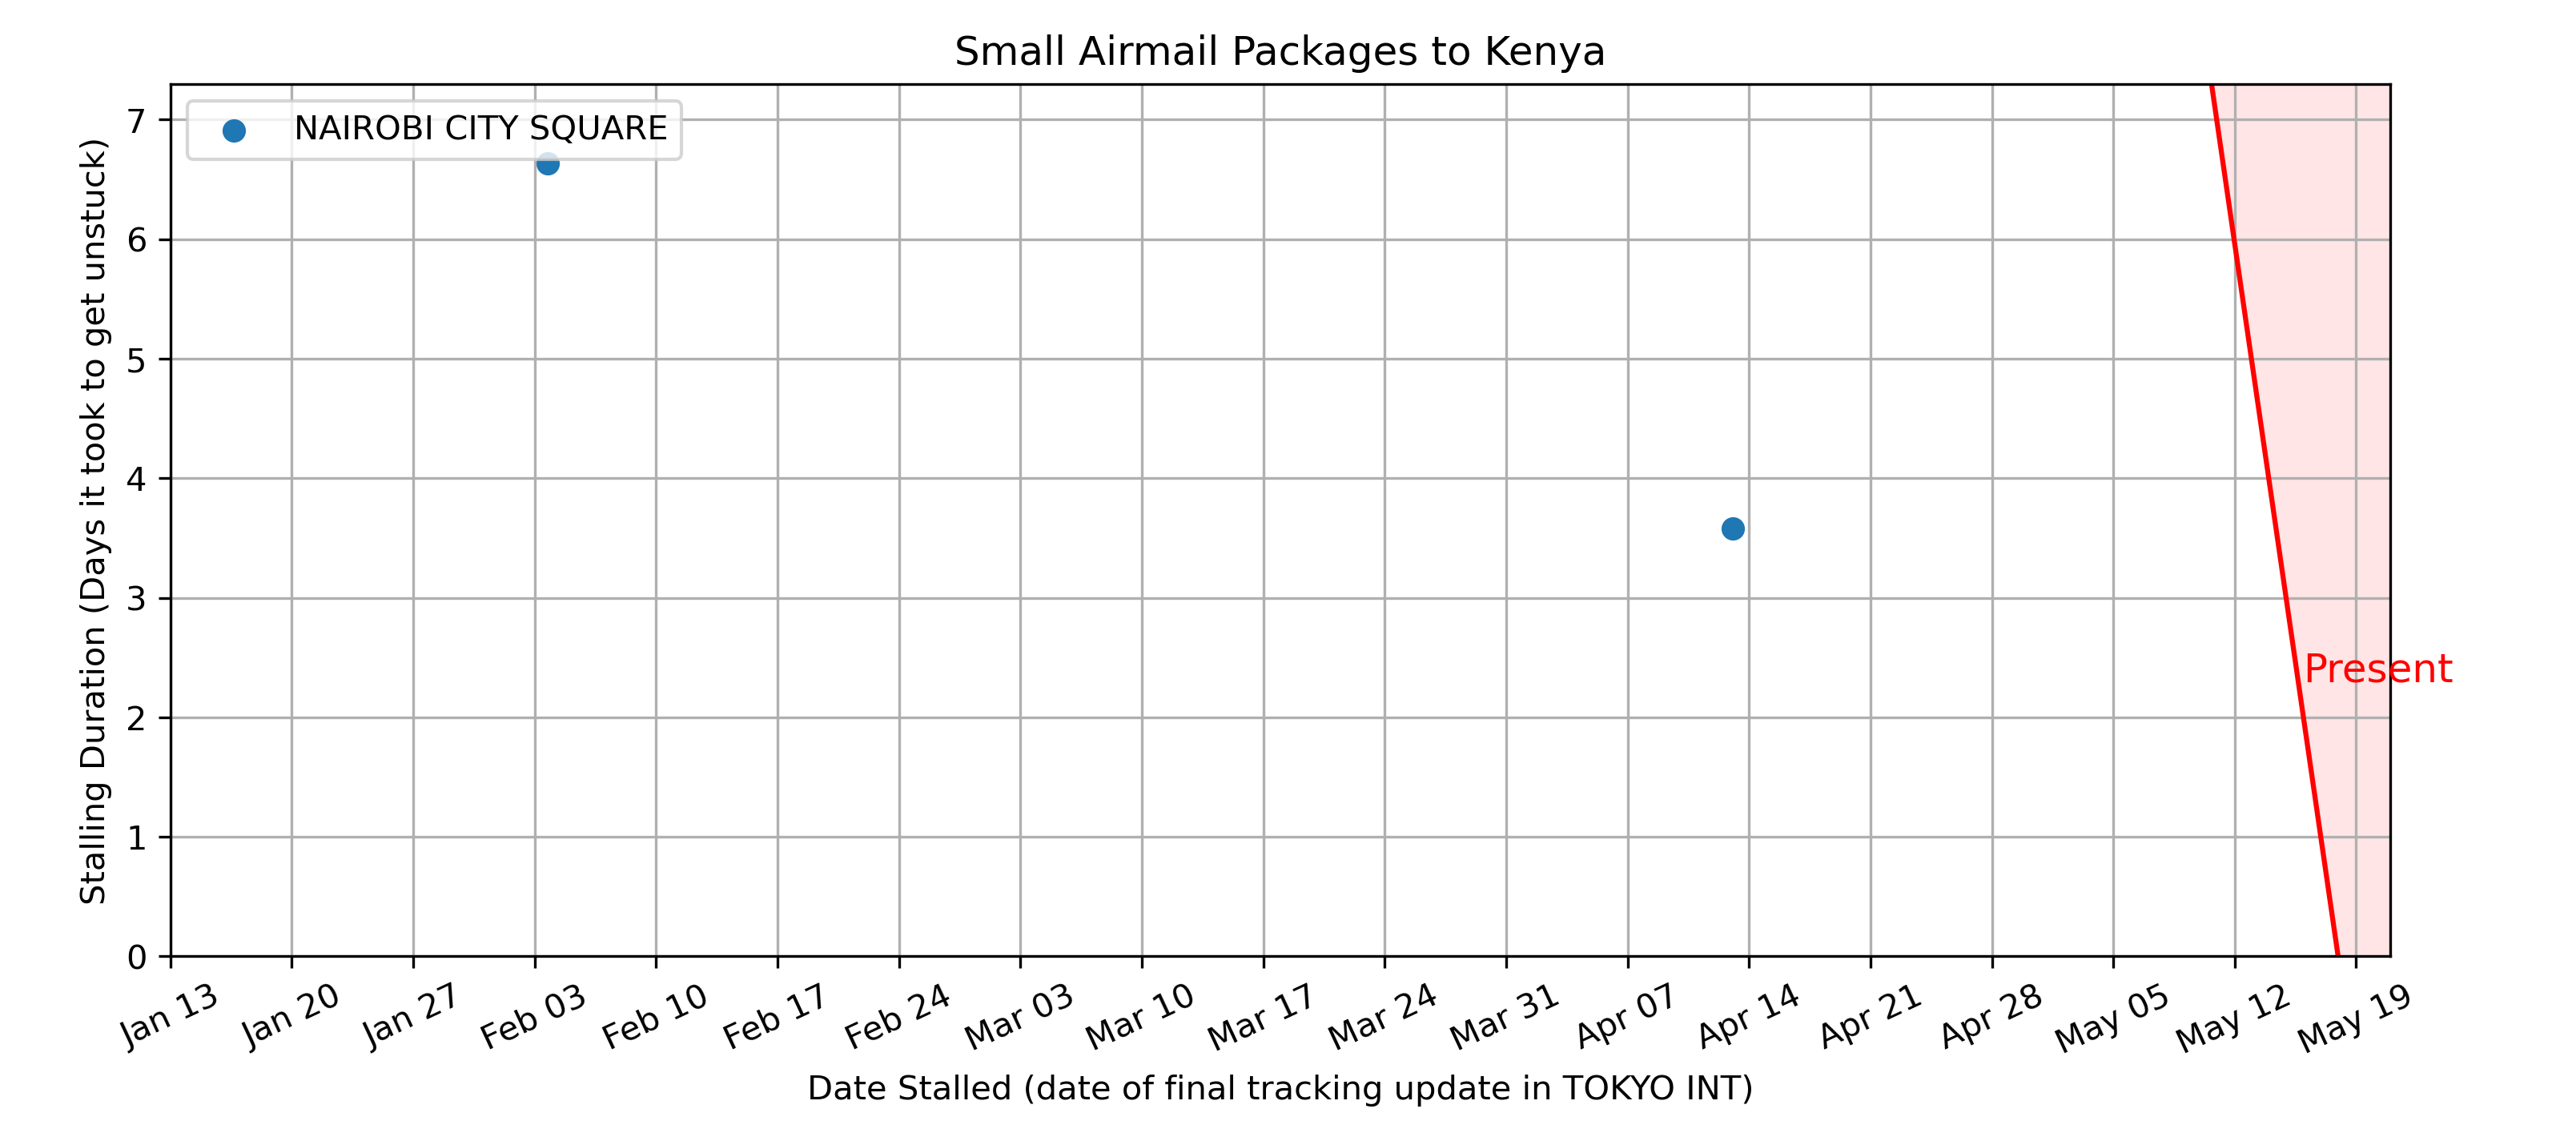 Small Airmail Packages to Kenya
NAIROBI CITY SQUARE
Stalling Duration (Days it took to get unstuck)
7
6
5
4
3
2
1
0
Present
Jan 13
Jan 20
Jan 27
Feb 03
Feb 10
Feb 17
Feb 24
Mar 03
Mar 10
Mar 17
Mar 24
Mar 31
Apr 07
Apr 14
Apr 21
Apr 28
May 05
May 12
May 19
Date Stalled (date of final tracking update in TOKYO INT)